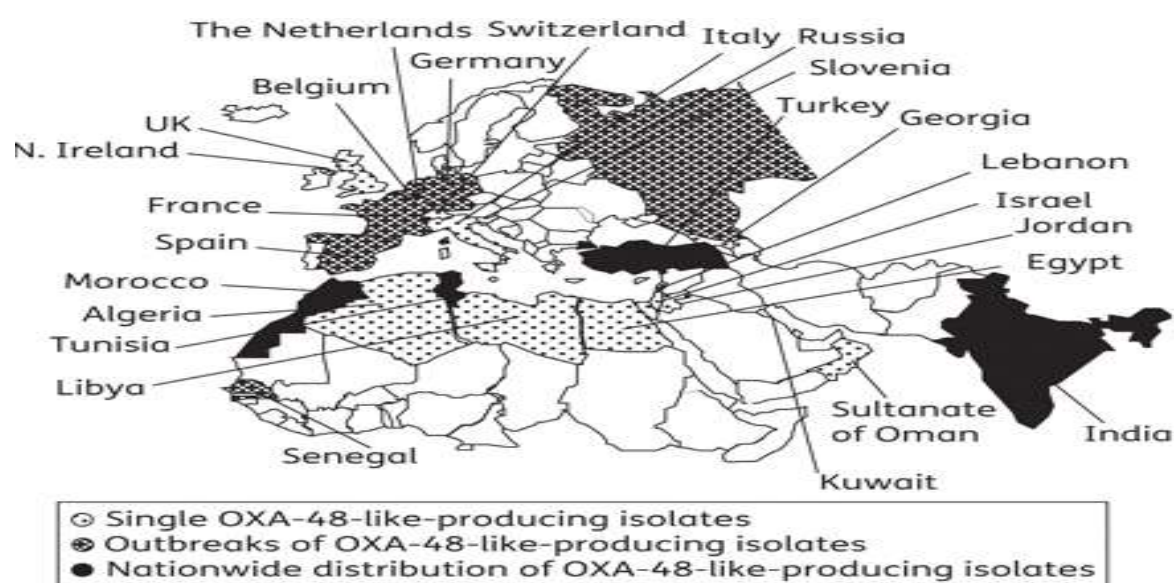 The Netherlands Switzerland
Italy Russia
Germany
Slovenia
Belgium
Turkey
UK
Georgia
N. Ireland
Lebanon
France
Israel
Spain
Jordan
Morocco
Egypt
Algeria
Tunisia
Libya
Sultanate
of Oman
India
Senegal
Kuwait
Single OXA-48-like-producing isolates
Outbreaks of OXA-48-like-producing isolates
Nationwide distribution of OXA-48-like-producing isolates